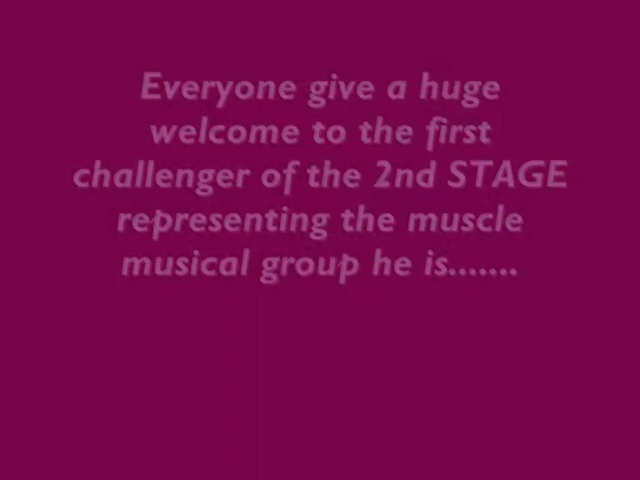 Everyone give a huge
welcome to the first
challenger of the 2nd STAGE
representing the muscle
musical group he is.......